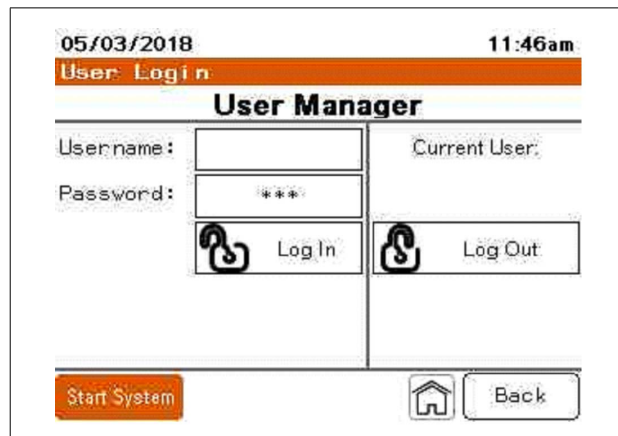 05/03/2018 11:46am
User Login
User Manager
Username: Current User:
Password: ***
Log In Log Out
Start System Back